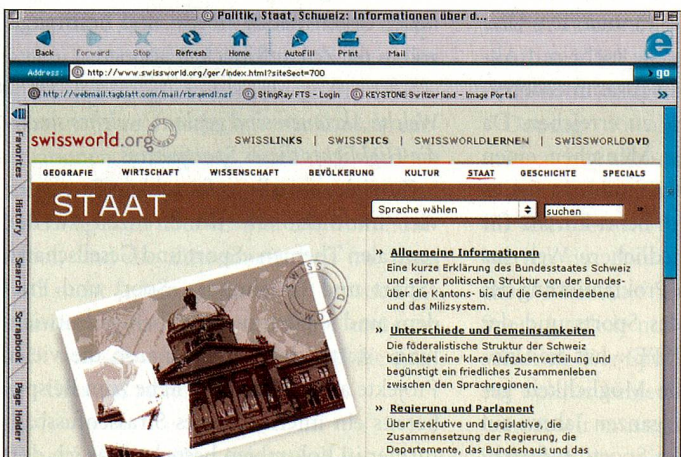 Politik, Staat, Schweiz: Informationen über d...
Back Forward Stop Refresh Home AutoFill Print Mail
Address: http://www.swissworld.org/ger/index.html?siteSect=700 go
http://webmail.tagblatt.com/mail/rbraendl.nsf StingRay FTS - Login KEYSTONE Switzerland - Image Portal »
Favorites
History
Search
Scrapbook
Page Holder
swissworld.org
SWISSLINKS | SWISSPICS | SWISSWORLDLERNEN | SWISSWORLDDVD
GEOGRAFIE WIRTSCHAFT WISSENSCHAFT BEVÖLKERUNG KULTUR STAAT GESCHICHTE SPECIALS
STAAT
Sprache wählen suchen »
SWISS WORLD
» Allgemeine Informationen
Eine kurze Erklärung des Bundesstaates Schweiz
und seiner politischen Struktur von der Bundes-
über die Kantons- bis auf die Gemeindeebene
und das Milizsystem.
» Unterschiede und Gemeinsamkeiten
Die föderalistische Struktur der Schweiz
beinhaltet eine klare Aufgabenverteilung und
begünstig ein friedliches Zusammenleben
zwischen den Sprachregionen.
» Regierung und Parlament
Über Exekutive und Legislative, die
Zusammensetzung der Regierung, die
Departemente, das Bundeshaus und das